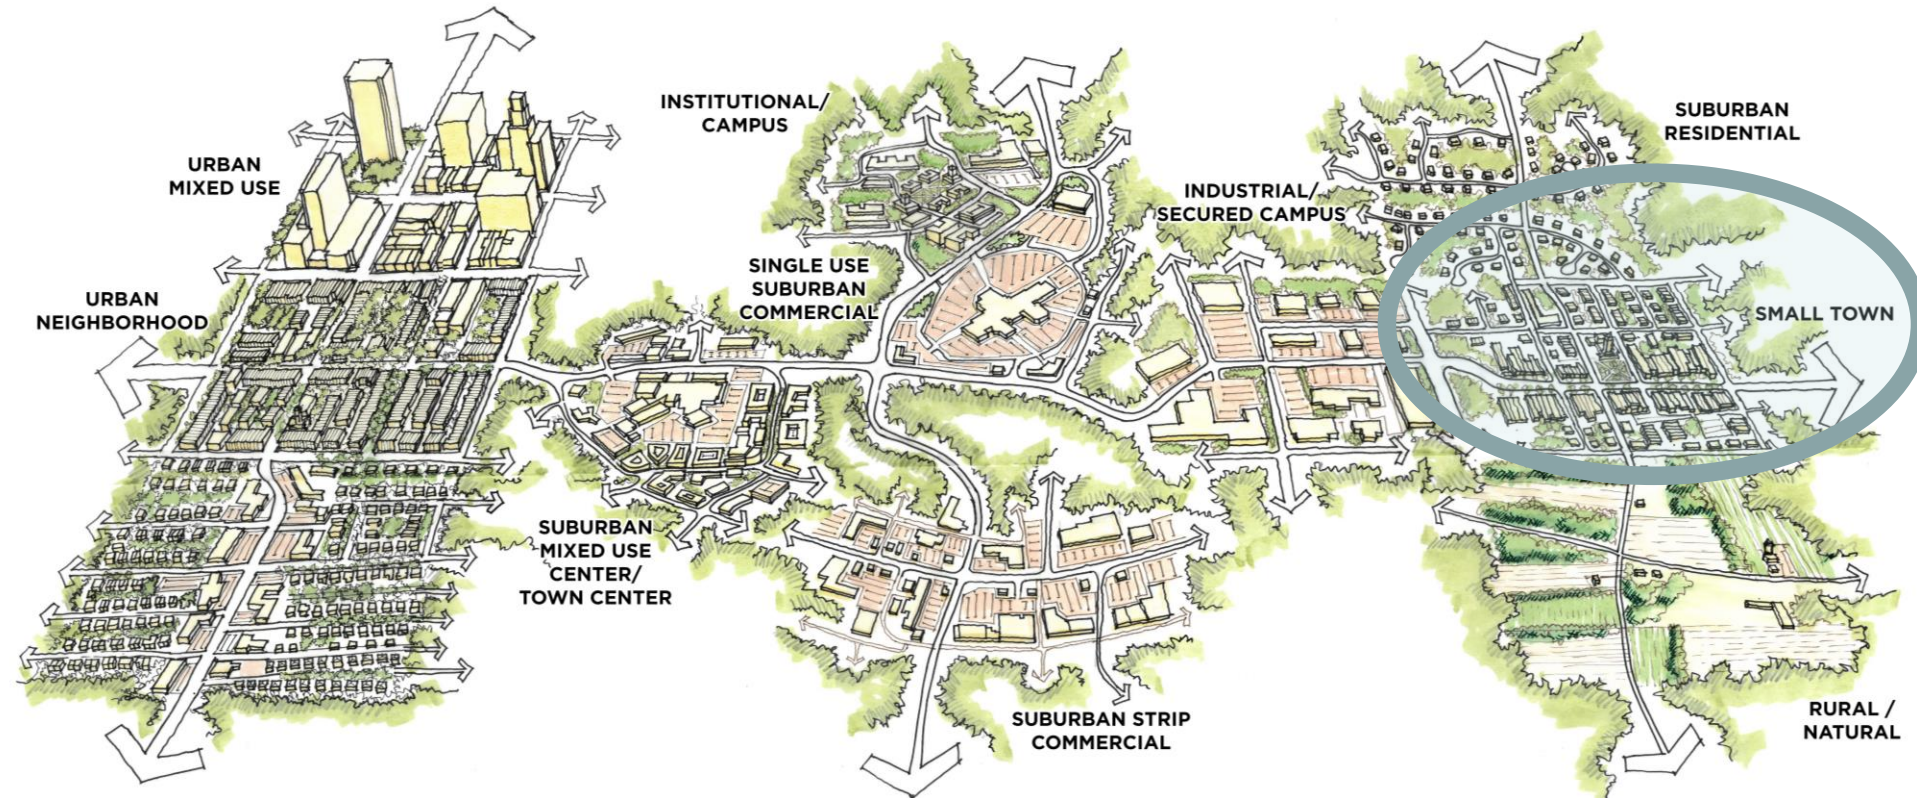 INSTITUTIONAL/
CAMPUS
SUBURBAN
RESIDENTIAL
URBAN
MIXED USE
INDUSTRIAL/
SECURED CAMPUS
SINGLE USE
SUBURBAN
COMMERCIAL
URBAN
NEIGHBORHOOD
SMALL TOWN
SUBURBAN
MIXED USE
CENTER/
TOWN CENTER
SUBURBAN STRIP
COMMERCIAL
RURAL /
NATURAL